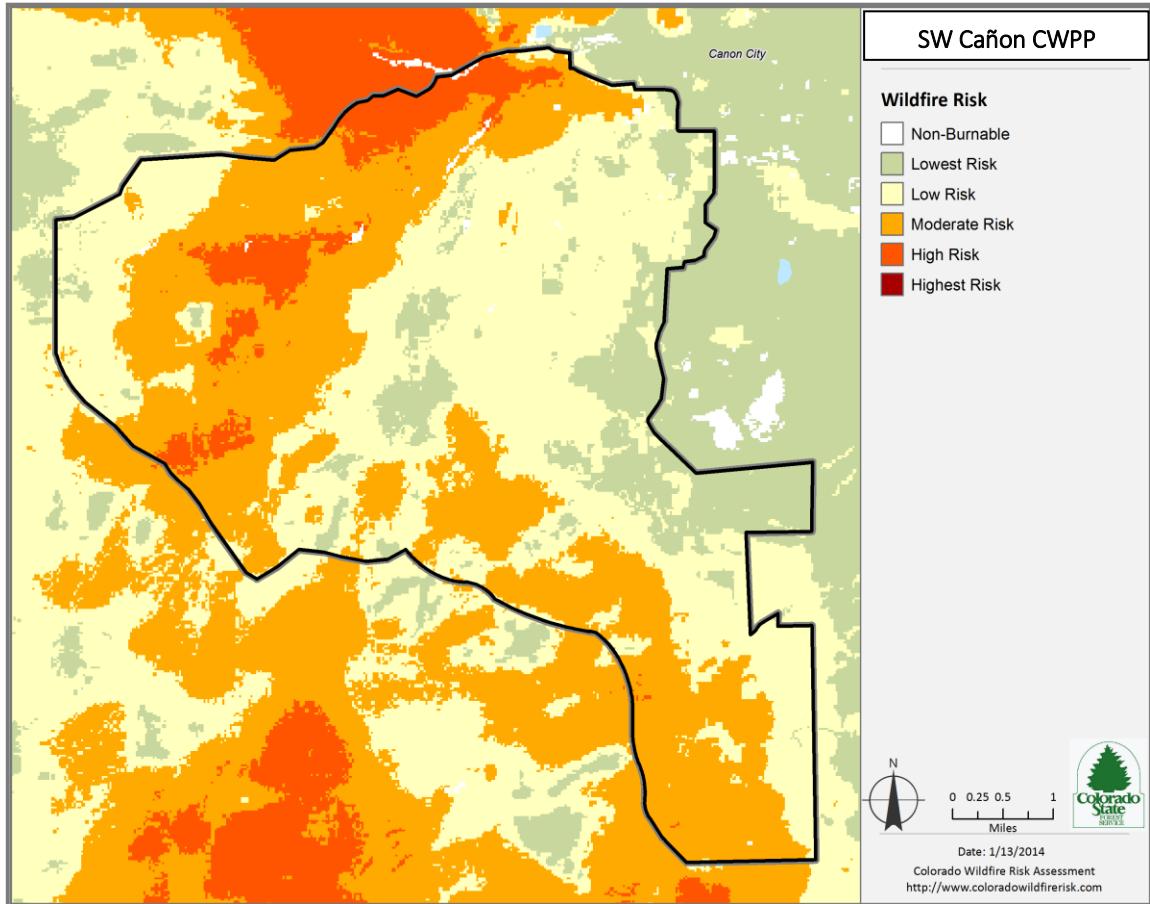 SW Cañon CWPP
Canon City
Wildfire Risk
Non-Burnable
Lowest Risk
Low Risk
Moderate Risk
High Risk
Highest Risk
N
0 0.25 0.5 1
Miles
Colorado
State
FOREST
SERVICE
Date: 1/13/2014
Colorado Wildfire Risk Assessment
http://www.coloradowildfirerisk.com